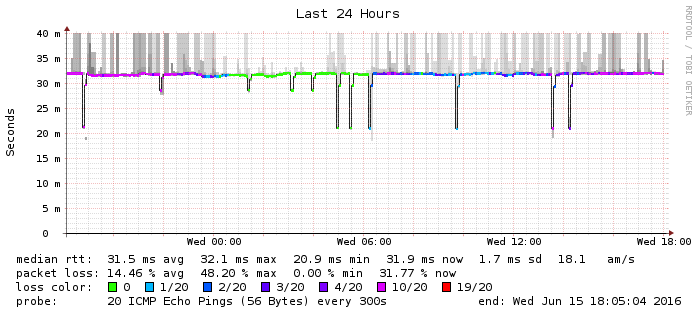 Last 24 Hours
RRDTOOL / TOBI OETIKER
Seconds
40 m
35 m
30 m
25 m
20 m
15 m
10 m
5 m
0
Wed 00:00 Wed 06:00 Wed 12:00 Wed 18:00
median rtt: 31.5 ms avg 32.1 ms max 20.9 ms min 31.9 ms now 1.7 ms sd 18.1 am/s
packet loss: 14.46 % avg 48.20 % max 0.00 % min 31.77 % now
loss color: 0 1/20 2/20 3/20 4/20 10/20 19/20
probe: 20 ICMP Echo Pings (56 Bytes) every 300s end: Wed Jun 15 18:05:04 2016